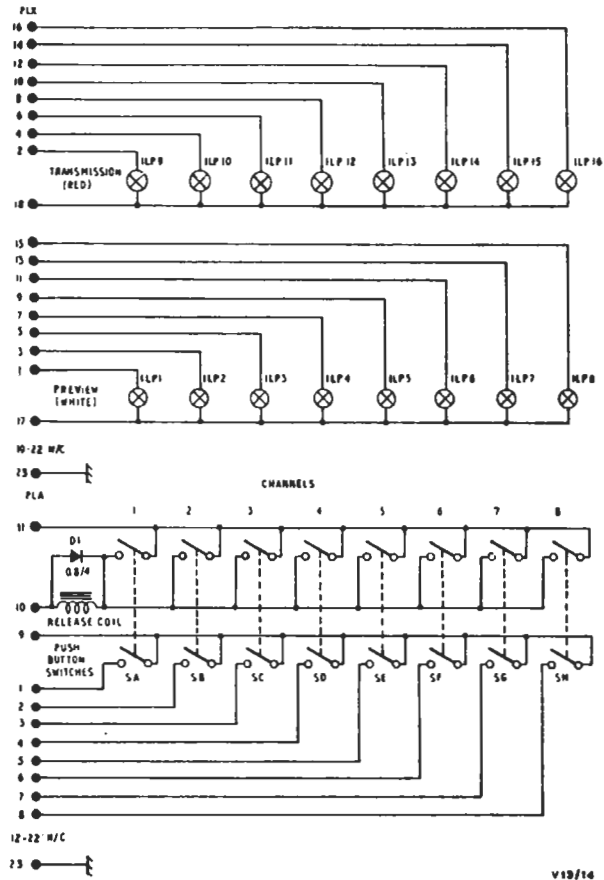 PLX
16
14
12
10
8
6
4
2
ILP9 ILP10 ILP11 ILP12 ILP13 ILP14 ILP15 ILP16
TRANSMISSION
(RED)
18
15
13
11
9
7
5
3
1
ILP1 ILP2 ILP3 ILP4 ILP5 ILP6 ILP7 ILP8
PREVIEW
(WHITE)
17
19-22 N/C
23
PLA
CHANNELS
1 2 3 4 5 6 7 8
11
D1
0.8/4
10
RELEASE COIL
9
PUSH
BUTTON
SWITCHES
SA SB SC SD SE SF SG SH
1
2
3
4
5
6
7
8
12-22 N/C
23
V13/14